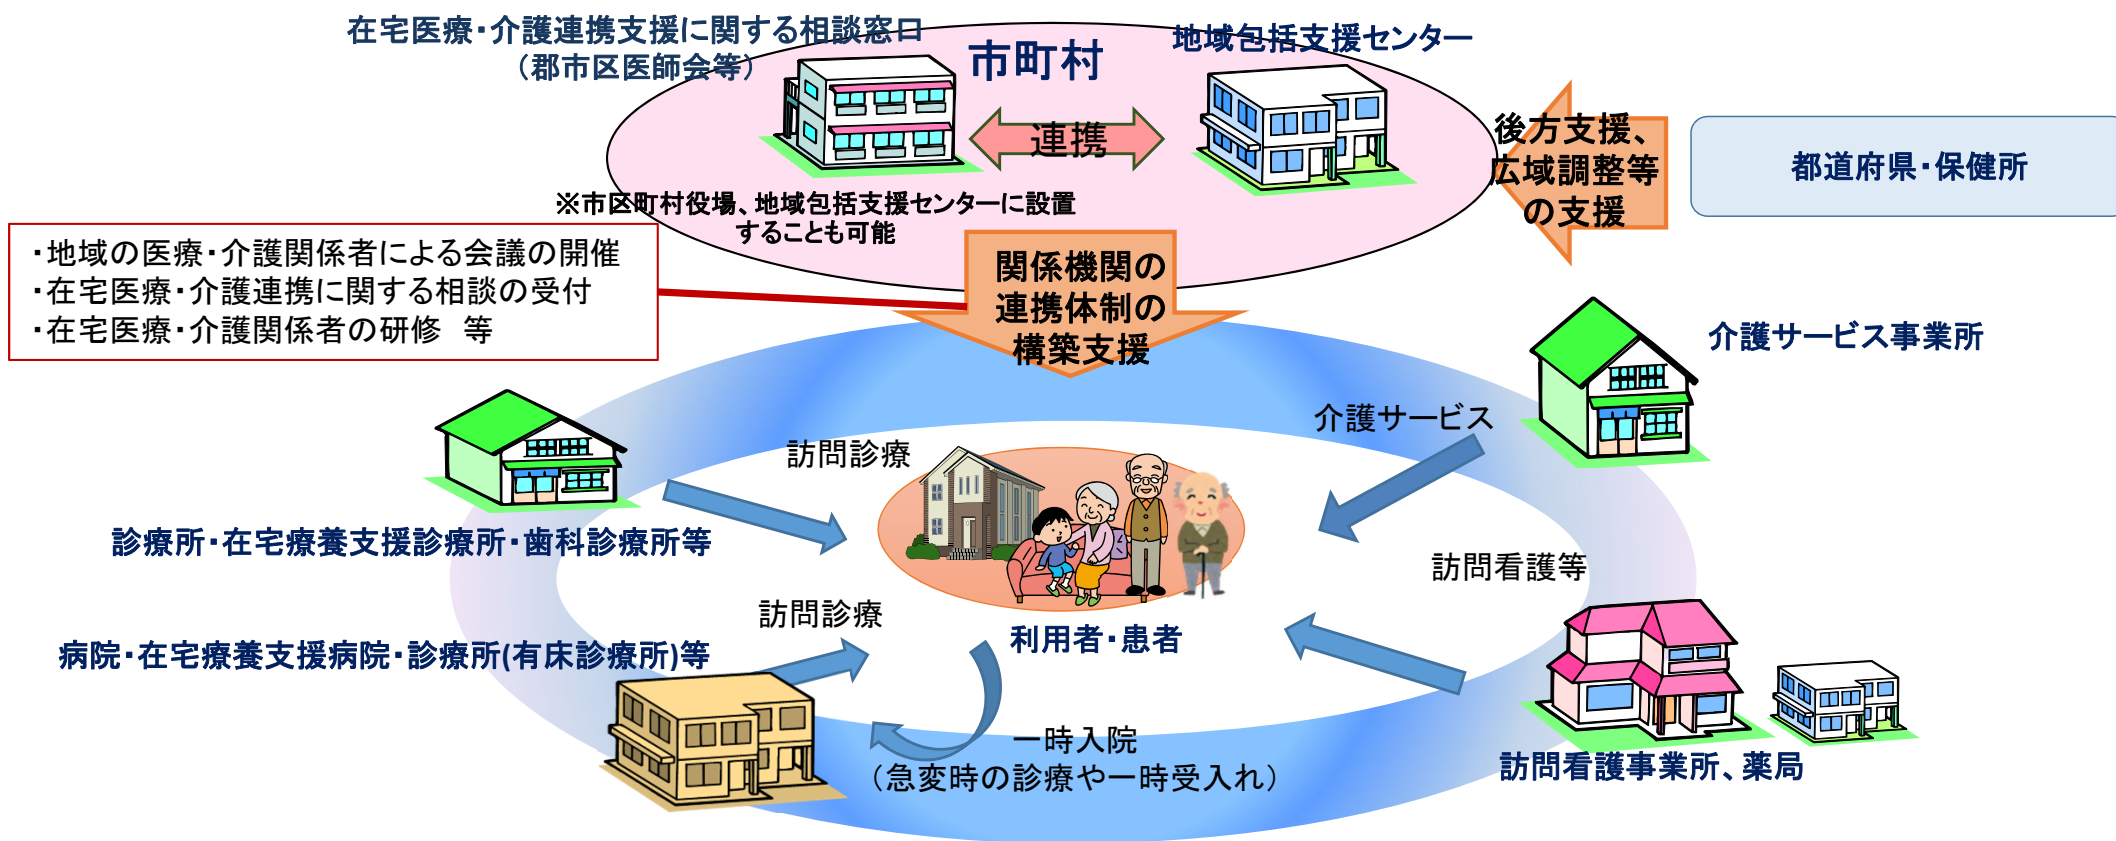 在宅医療・介護連携支援に関する相談窓口
（郡市区医師会等）
市町村
地域包括支援センター
連携
※市区町村役場、地域包括支援センターに設置
することも可能
後方支援、
広域調整等
の支援
都道府県・保健所
・地域の医療・介護関係者による会議の開催
・在宅医療・介護連携に関する相談の受付
・在宅医療・介護関係者の研修　等
関係機関の
連携体制の
構築支援
介護サービス事業所
介護サービス
訪問診療
診療所・在宅療養支援診療所・歯科診療所等
訪問看護等
訪問診療
利用者・患者
病院・在宅療養支援病院・診療所(有床診療所)等
一時入院
（急変時の診療や一時受入れ）
訪問看護事業所、薬局